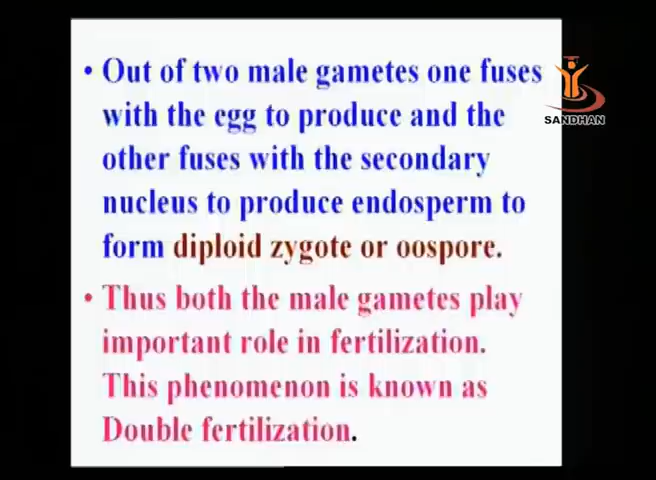 • Out of two male gametes one fuses
with the egg to produce and the
other fuses with the secondary
nucleus to produce endosperm to
form diploid zygote or oospore.
• Thus both the male gametes play
important role in fertilization.
This phenomenon is known as
Double fertilization.
SANDHAN